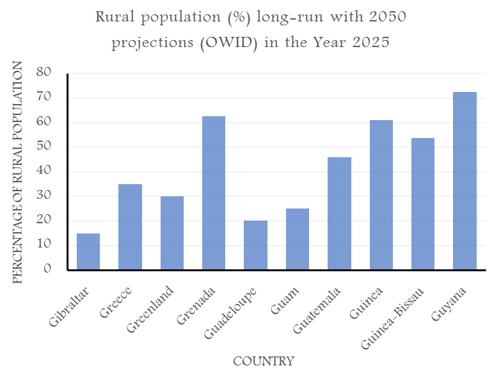 Rural population (%) long-run with 2050
projections (OWID) in the Year 2025
PERCENTAGE OF RURAL POPULATION
80
70
60
50
40
30
20
10
0
Gibraltar
Greece
Greenland
Grenada
Guadeloupe
Guam
Guatemala
Guinea
Guinea-Bissau
Guyana
COUNTRY